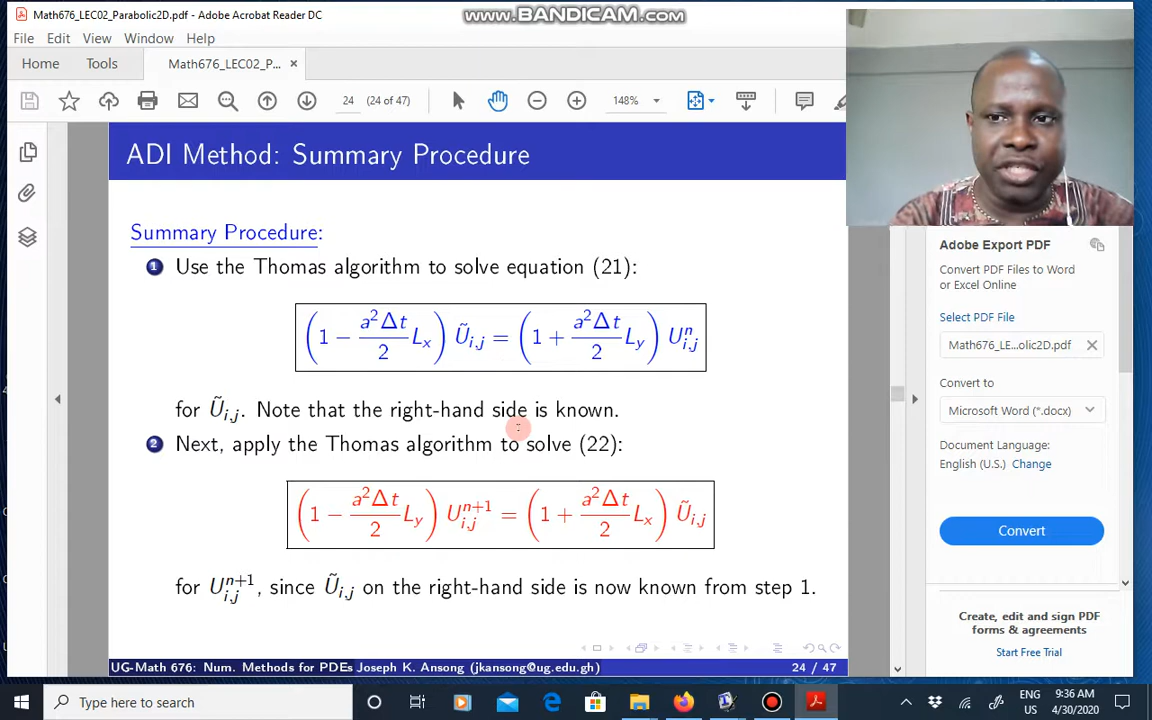 Math676_LEC02_Parabolic2D.pdf - Adobe Acrobat Reader DC
www.BANDICAM.com
File Edit View Window Help
Home Tools Math676_LEC02_P... ×
24 (24 of 47) 148%
ADI Method: Summary Procedure
Summary Procedure:
1 Use the Thomas algorithm to solve equation (21):
(1 − a²Δt/2 Lₓ) Ũᵢ,ⱼ = (1 + a²Δt/2 L_y) Uⁿᵢ,ⱼ
for Ũᵢ,ⱼ. Note that the right-hand side is known.
2 Next, apply the Thomas algorithm to solve (22):
(1 − a²Δt/2 L_y) Uⁿ⁺¹ᵢ,ⱼ = (1 + a²Δt/2 Lₓ) Ũᵢ,ⱼ
for Uⁿ⁺¹ᵢ,ⱼ, since Ũᵢ,ⱼ on the right-hand side is now known from step 1.
UG-Math 676: Num. Methods for PDEs Joseph K. Ansong (jkansong@ug.edu.gh) 24 / 47
Adobe Export PDF
Convert PDF Files to Word
or Excel Online
Select PDF File
Math676_LE...olic2D.pdf
Convert to
Microsoft Word (*.docx)
Document Language:
English (U.S.) Change
Convert
Create, edit and sign PDF
forms & agreements
Start Free Trial
Type here to search
ENG
US
9:36 AM
4/30/2020